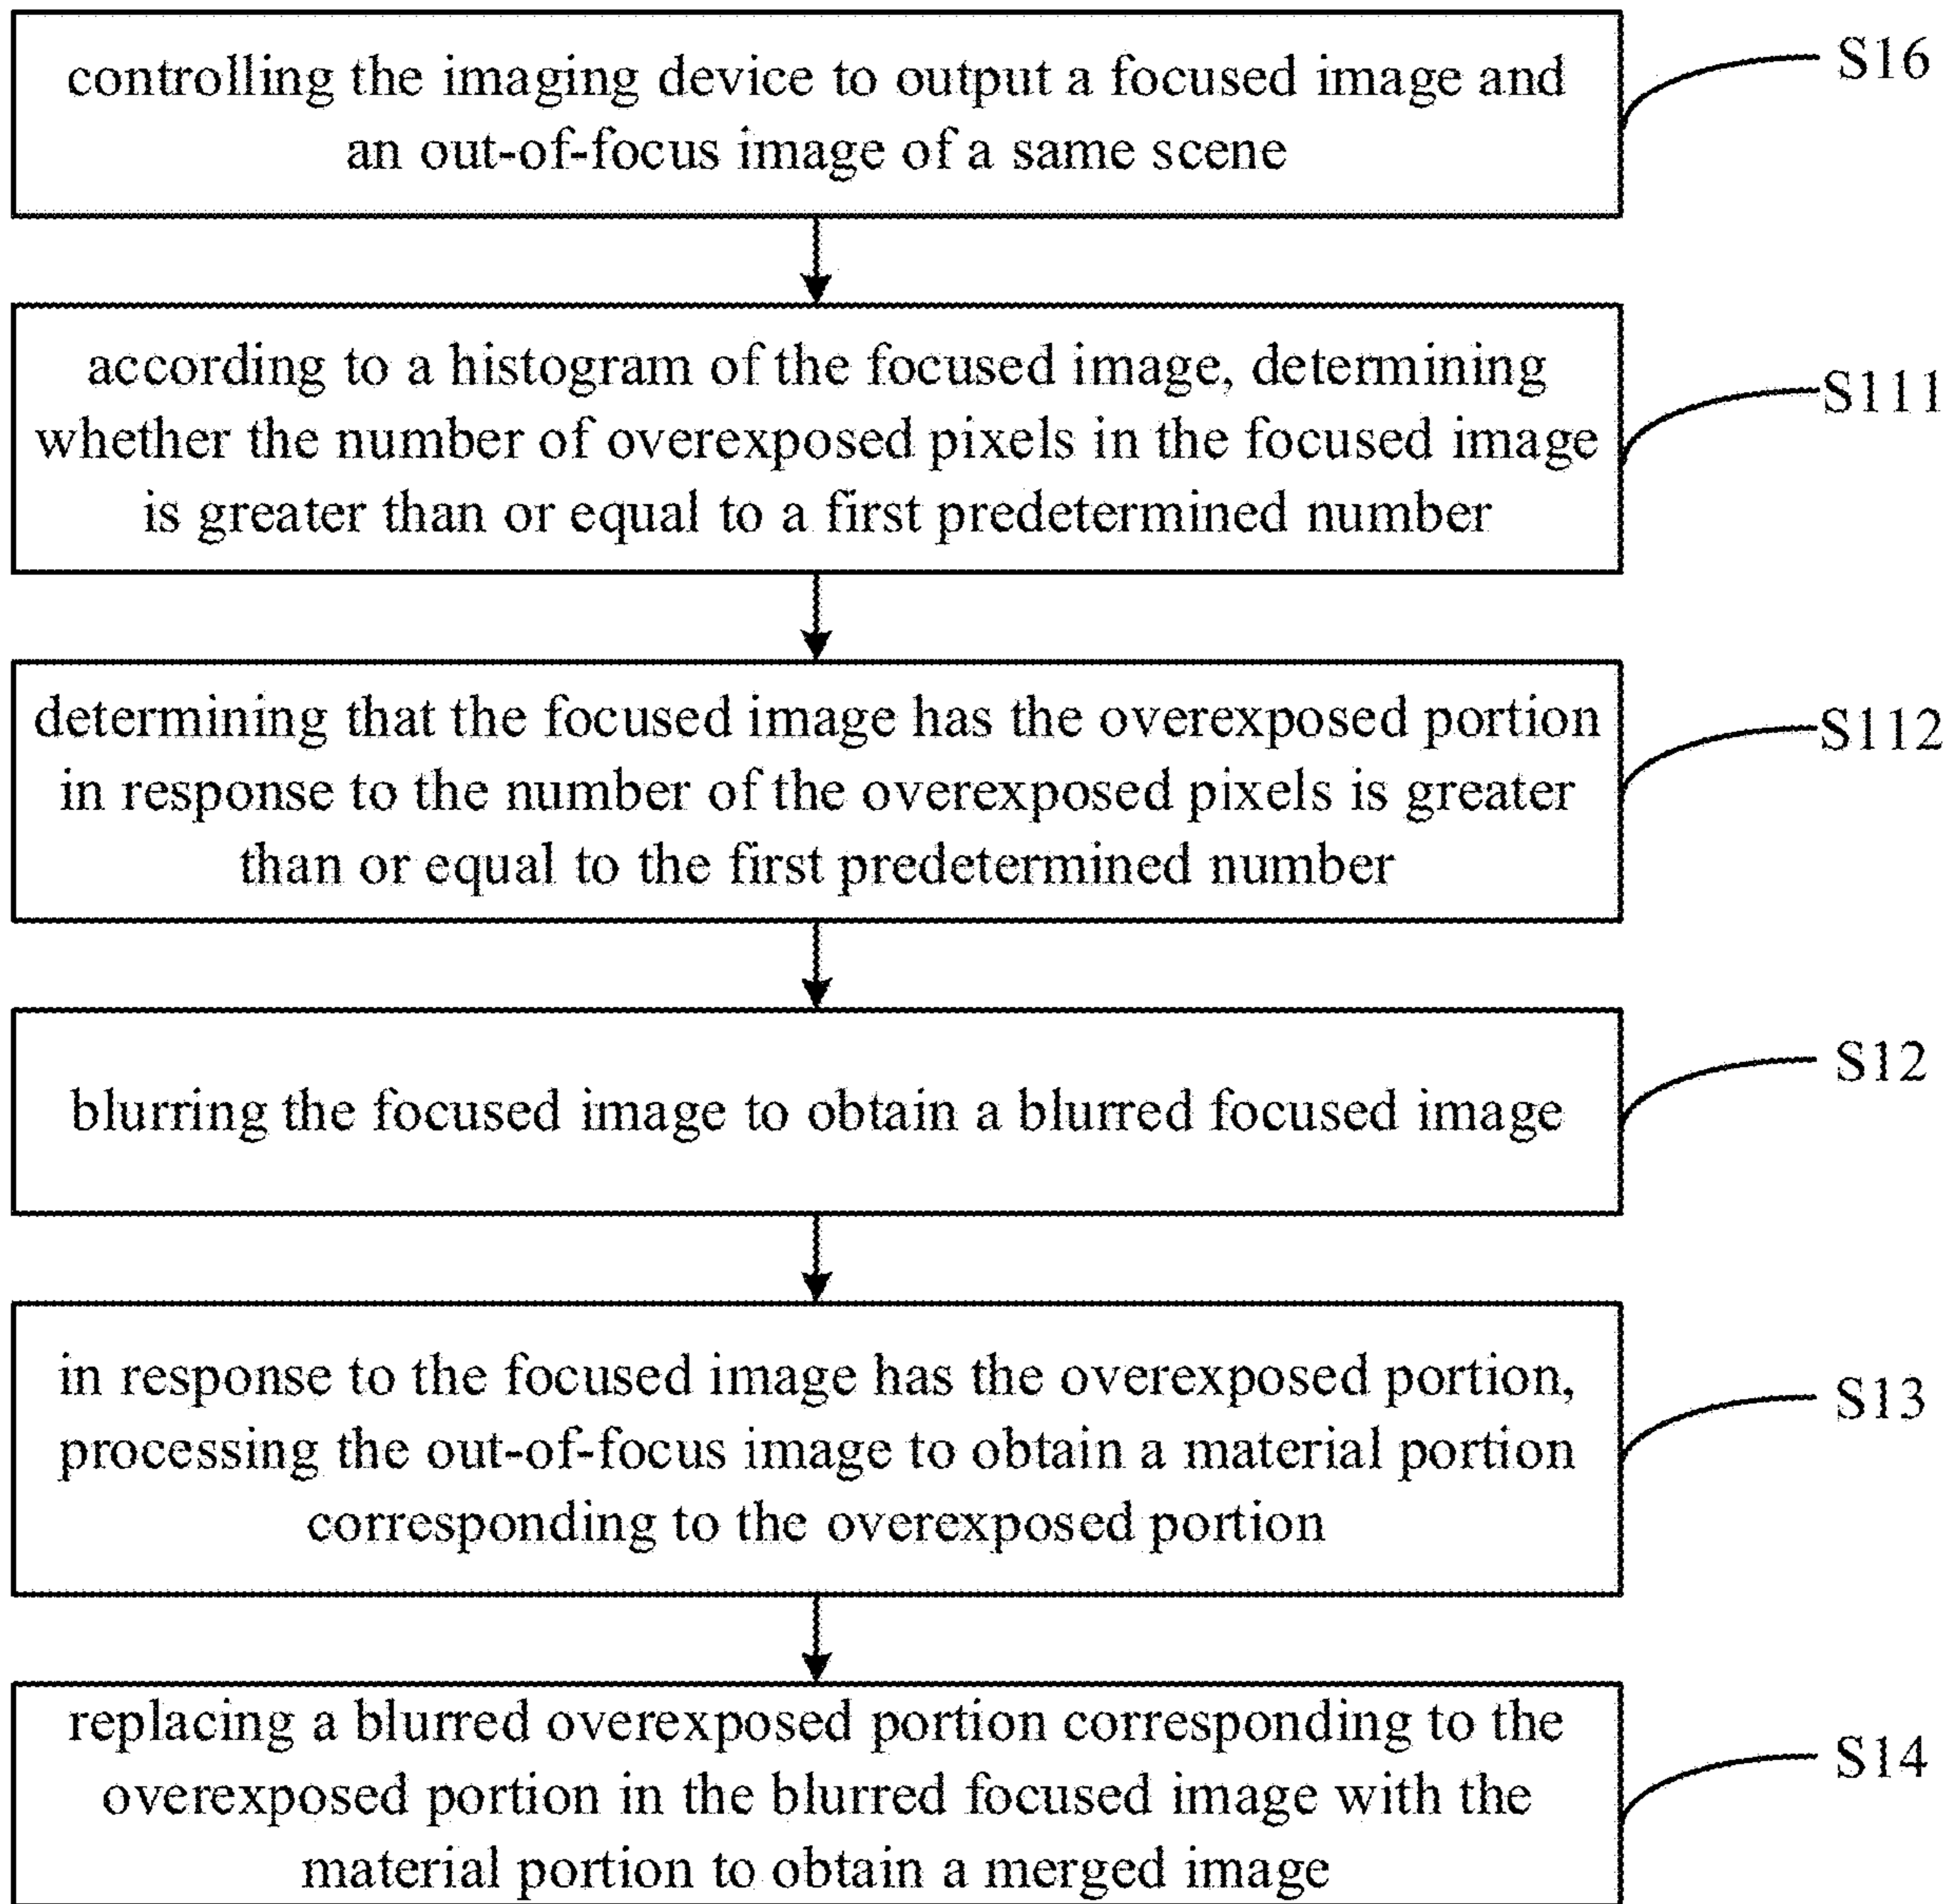 controlling the imaging device to output a focused image and
an out-of-focus image of a same scene
S16
according to a histogram of the focused image, determining
whether the number of overexposed pixels in the focused image
is greater than or equal to a first predetermined number
S111
determining that the focused image has the overexposed portion
in response to the number of the overexposed pixels is greater
than or equal to the first predetermined number
S112
blurring the focused image to obtain a blurred focused image
S12
in response to the focused image has the overexposed portion,
processing the out-of-focus image to obtain a material portion
corresponding to the overexposed portion
S13
replacing a blurred overexposed portion corresponding to the
overexposed portion in the blurred focused image with the
material portion to obtain a merged image
S14